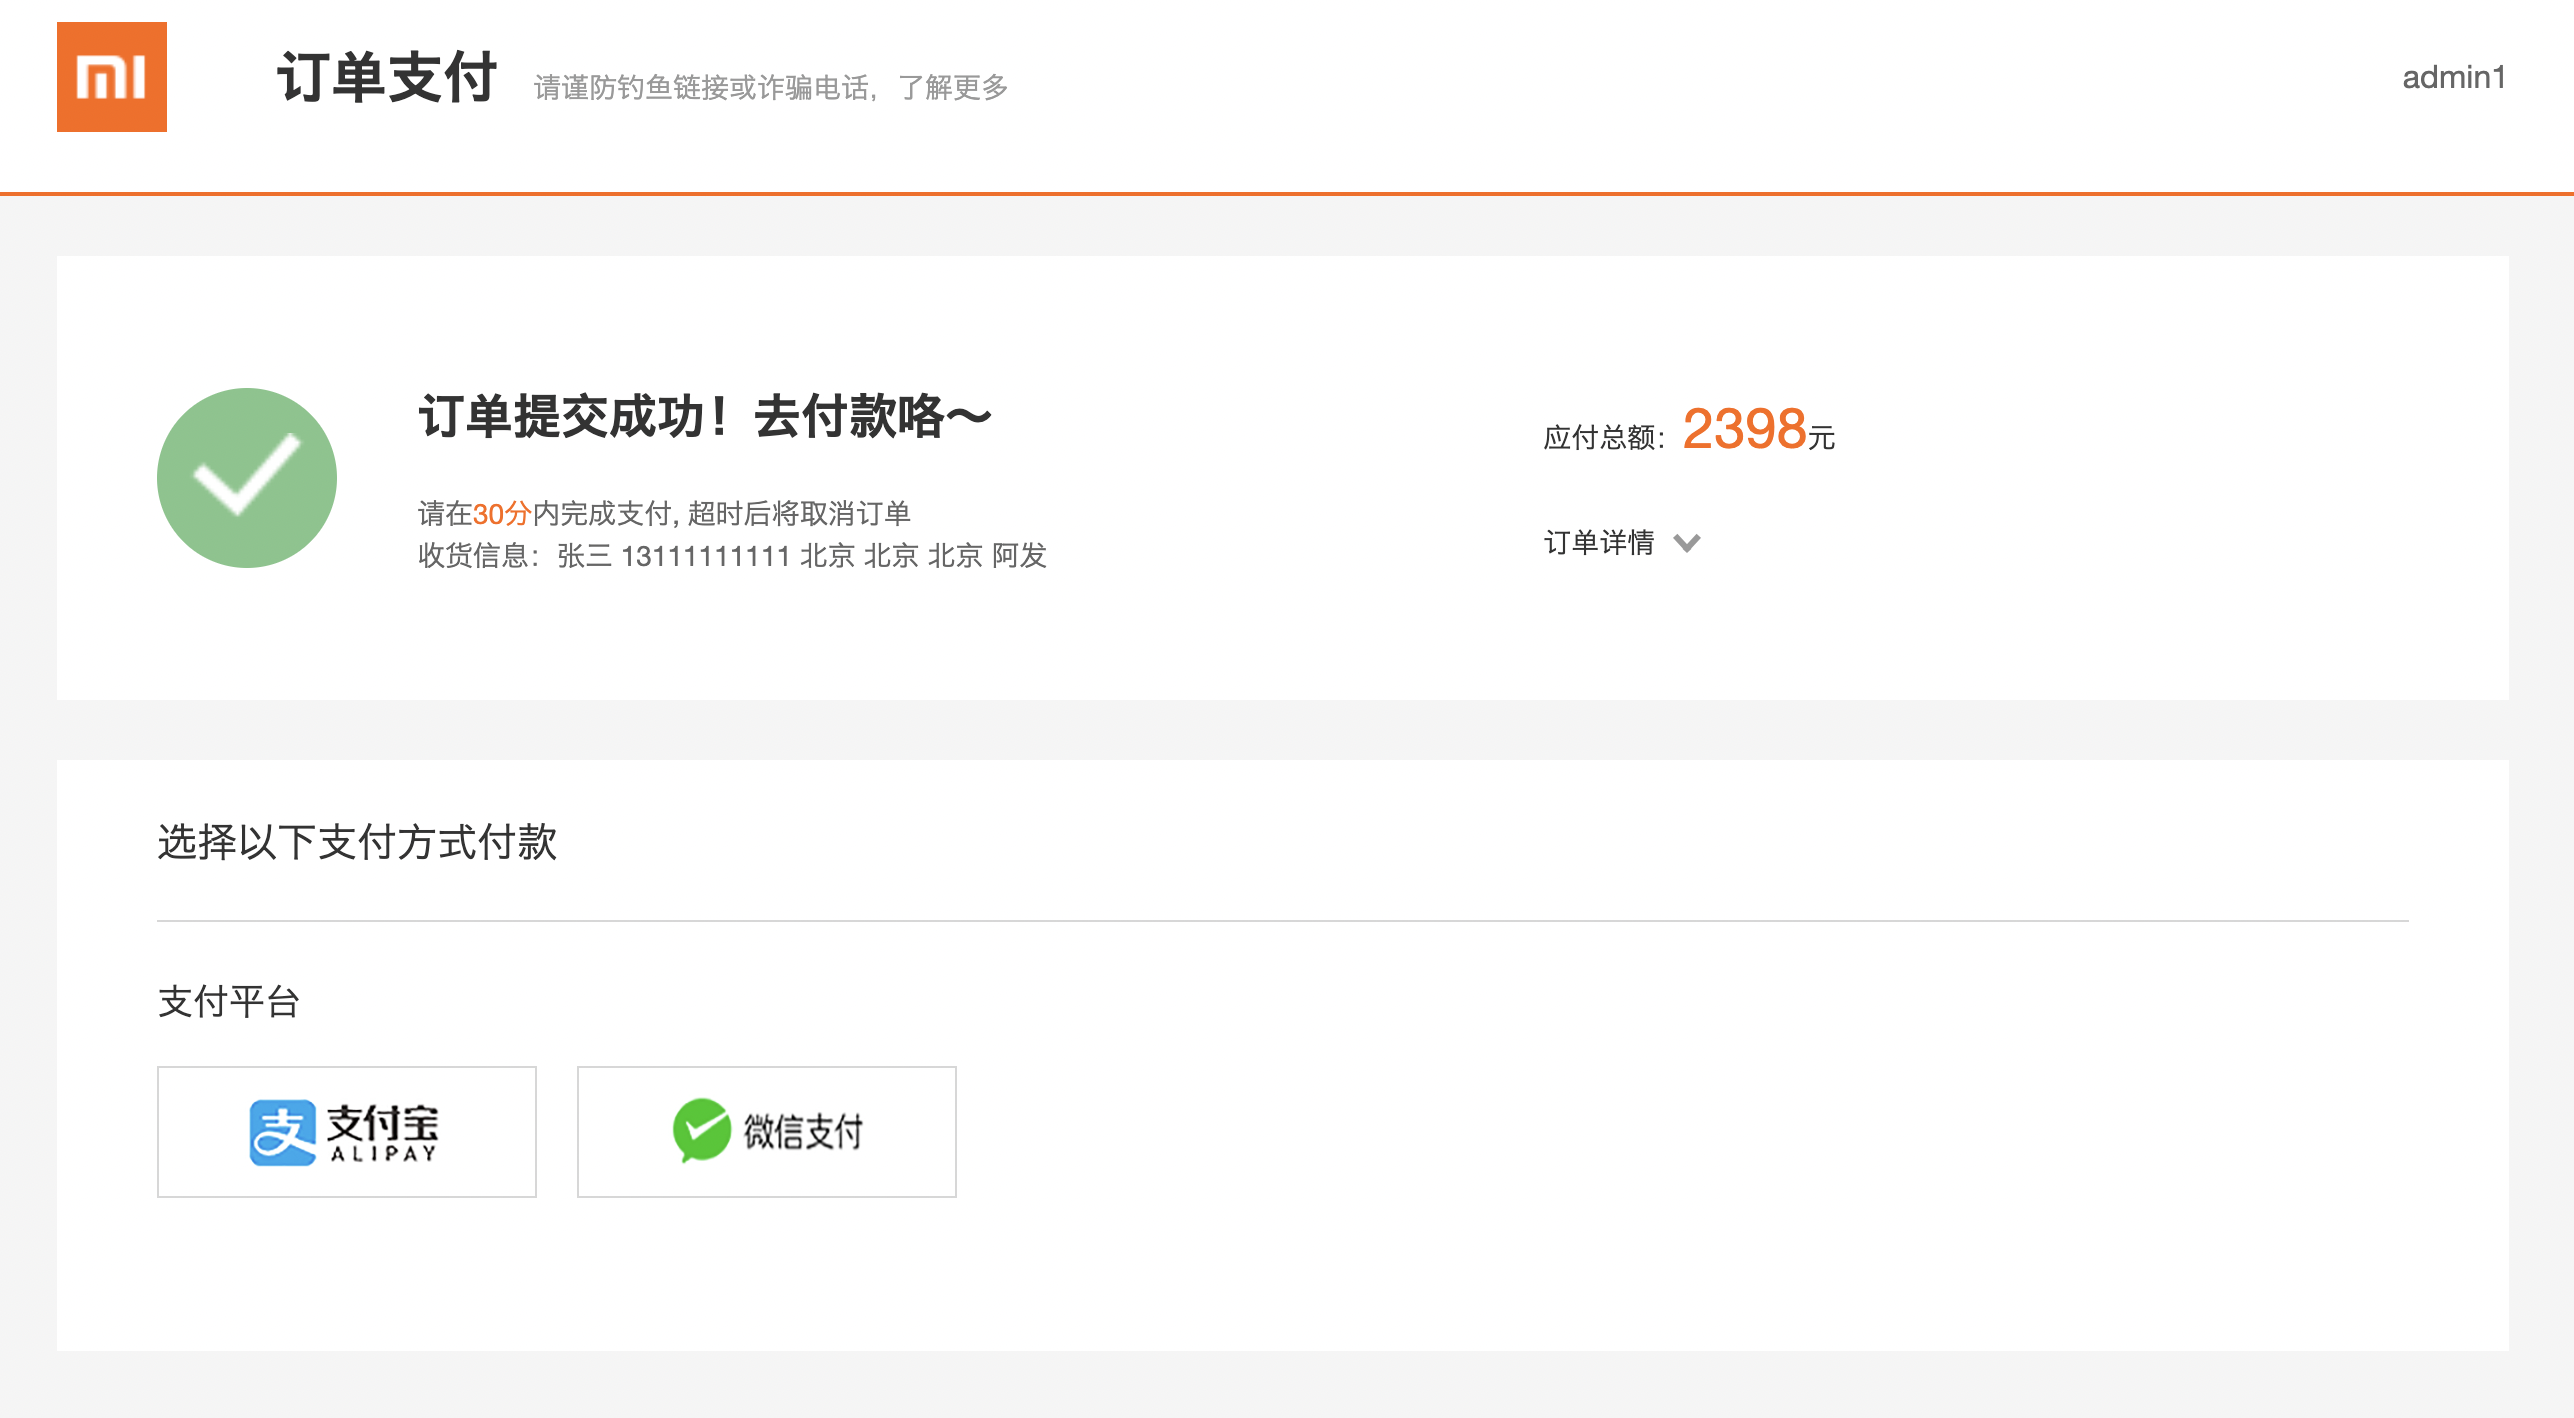 mi
订单支付 请谨防钓鱼链接或诈骗电话，了解更多
admin1
订单提交成功！去付款咯～
请在30分内完成支付, 超时后将取消订单
收货信息：张三 13111111111 北京 北京 北京 阿发
应付总额：2398元
订单详情
选择以下支付方式付款
支付平台
支 支付宝
ALIPAY
微信支付